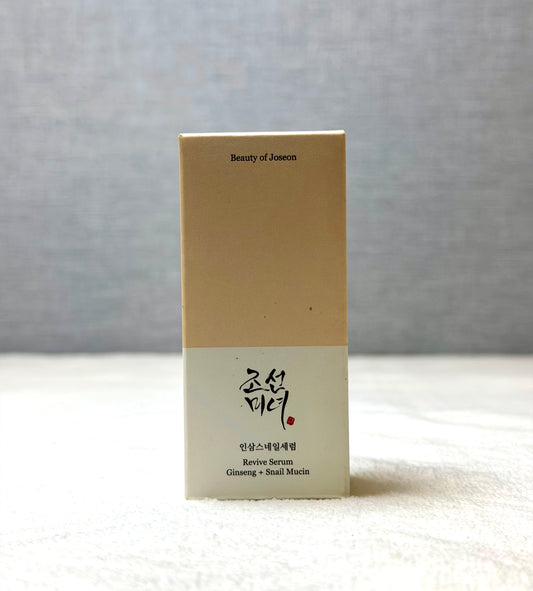 Beauty of Joseon
조선
미녀
인삼스네일세럼
Revive Serum
Ginseng + Snail Mucin